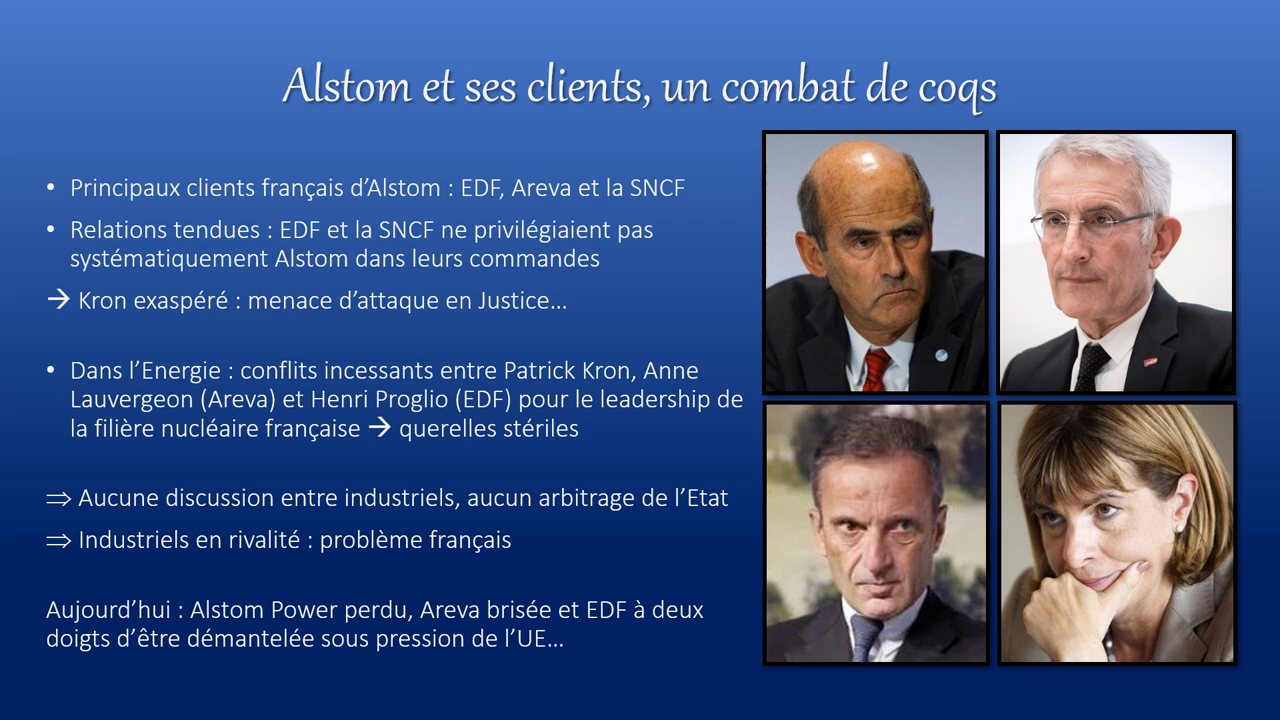 Alstom et ses clients, un combat de coqs
• Principaux clients français d’Alstom : EDF, Areva et la SNCF
• Relations tendues : EDF et la SNCF ne privilégiaient pas
systématiquement Alstom dans leurs commandes
→ Kron exaspéré : menace d’attaque en Justice…
• Dans l’Energie : conflits incessants entre Patrick Kron, Anne
Lauvergeon (Areva) et Henri Proglio (EDF) pour le leadership de
la filière nucléaire française → querelles stériles
⇒ Aucune discussion entre industriels, aucun arbitrage de l’Etat
⇒ Industriels en rivalité : problème français
Aujourd’hui : Alstom Power perdu, Areva brisée et EDF à deux
doigts d’être démantelée sous pression de l’UE…